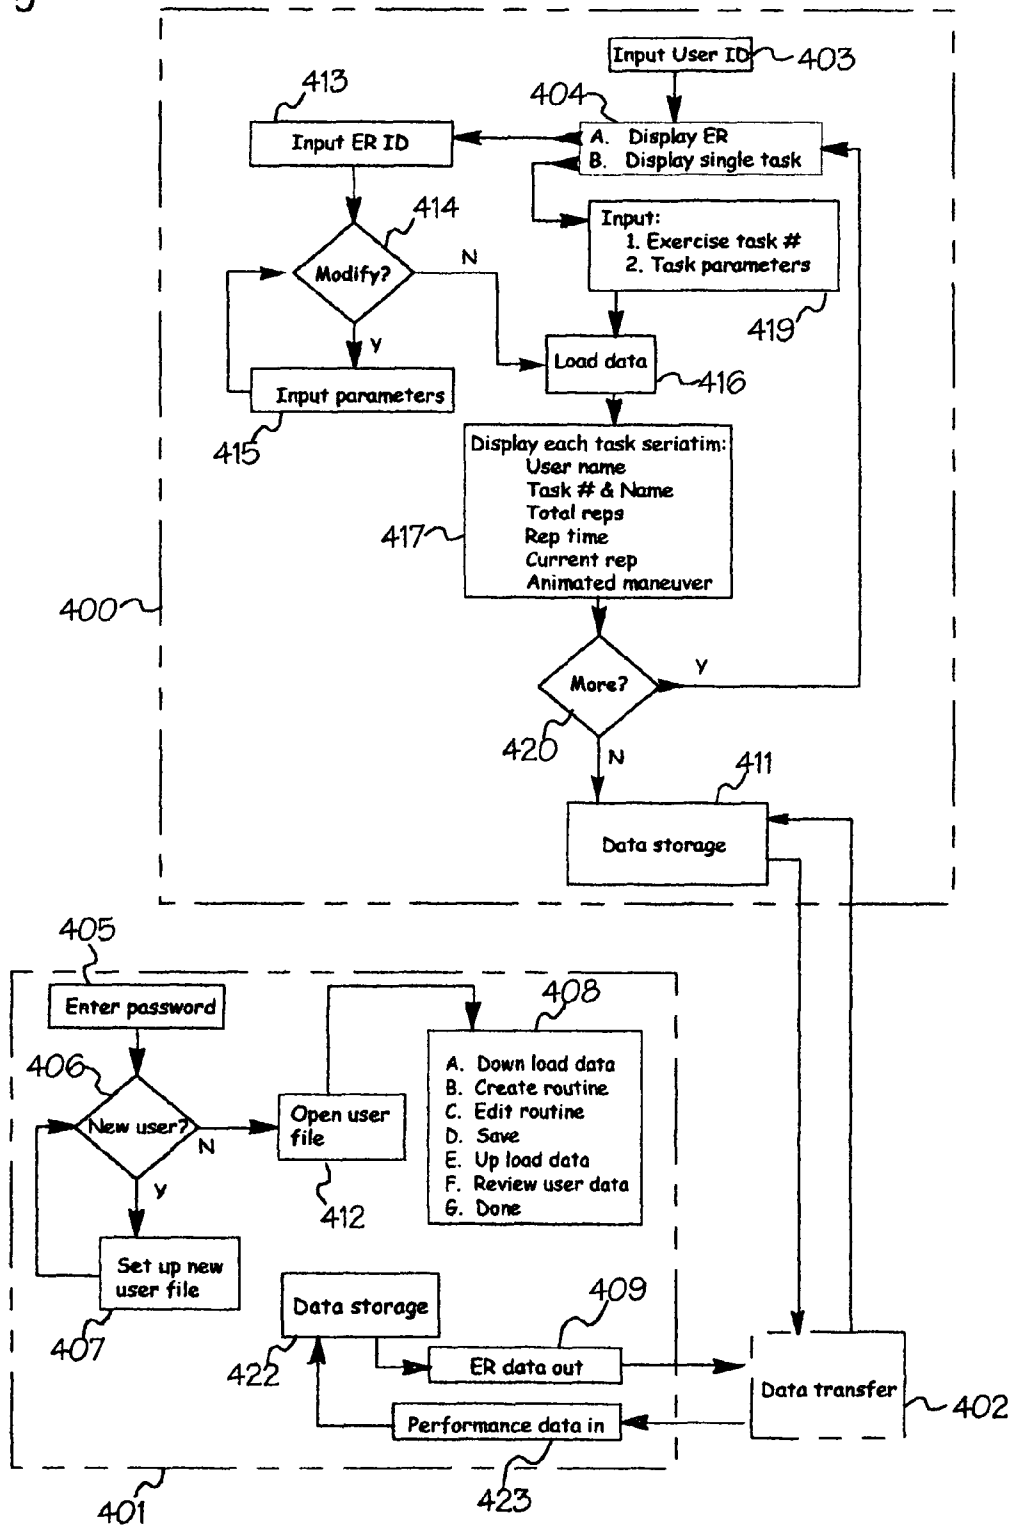 Input User ID
403
404
413
A. Display ER
B. Display single task
Input ER ID
414
Input:
1. Exercise task #
2. Task parameters
N
Modify?
419
Y
Load data
416
Input parameters
415
Display each task seriatim:
User name
Task # & Name
Total reps
Rep time
Current rep
Animated maneuver
417
400
Y
More?
420
N
411
Data storage
405
Enter password
408
406
A. Down load data
B. Create routine
C. Edit routine
D. Save
E. Up load data
F. Review user data
G. Done
New user?
N
Open user
file
412
Y
Set up new
user file
407
Data storage
422
409
ER data out
Data transfer
402
Performance data in
423
401